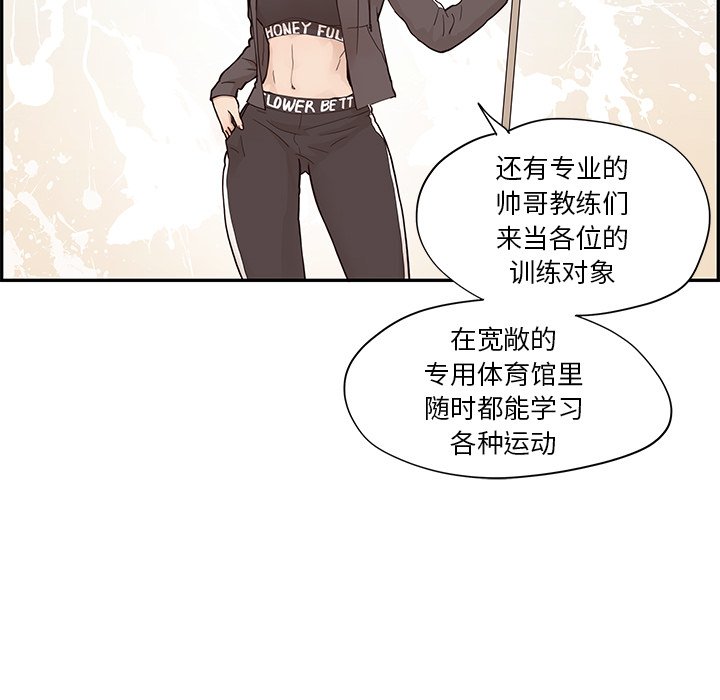 HONEY FUL
LOWER BETT
还有专业的
帅哥教练们
来当各位的
训练对象
在宽敞的
专用体育馆里
随时都能学习
各种运动